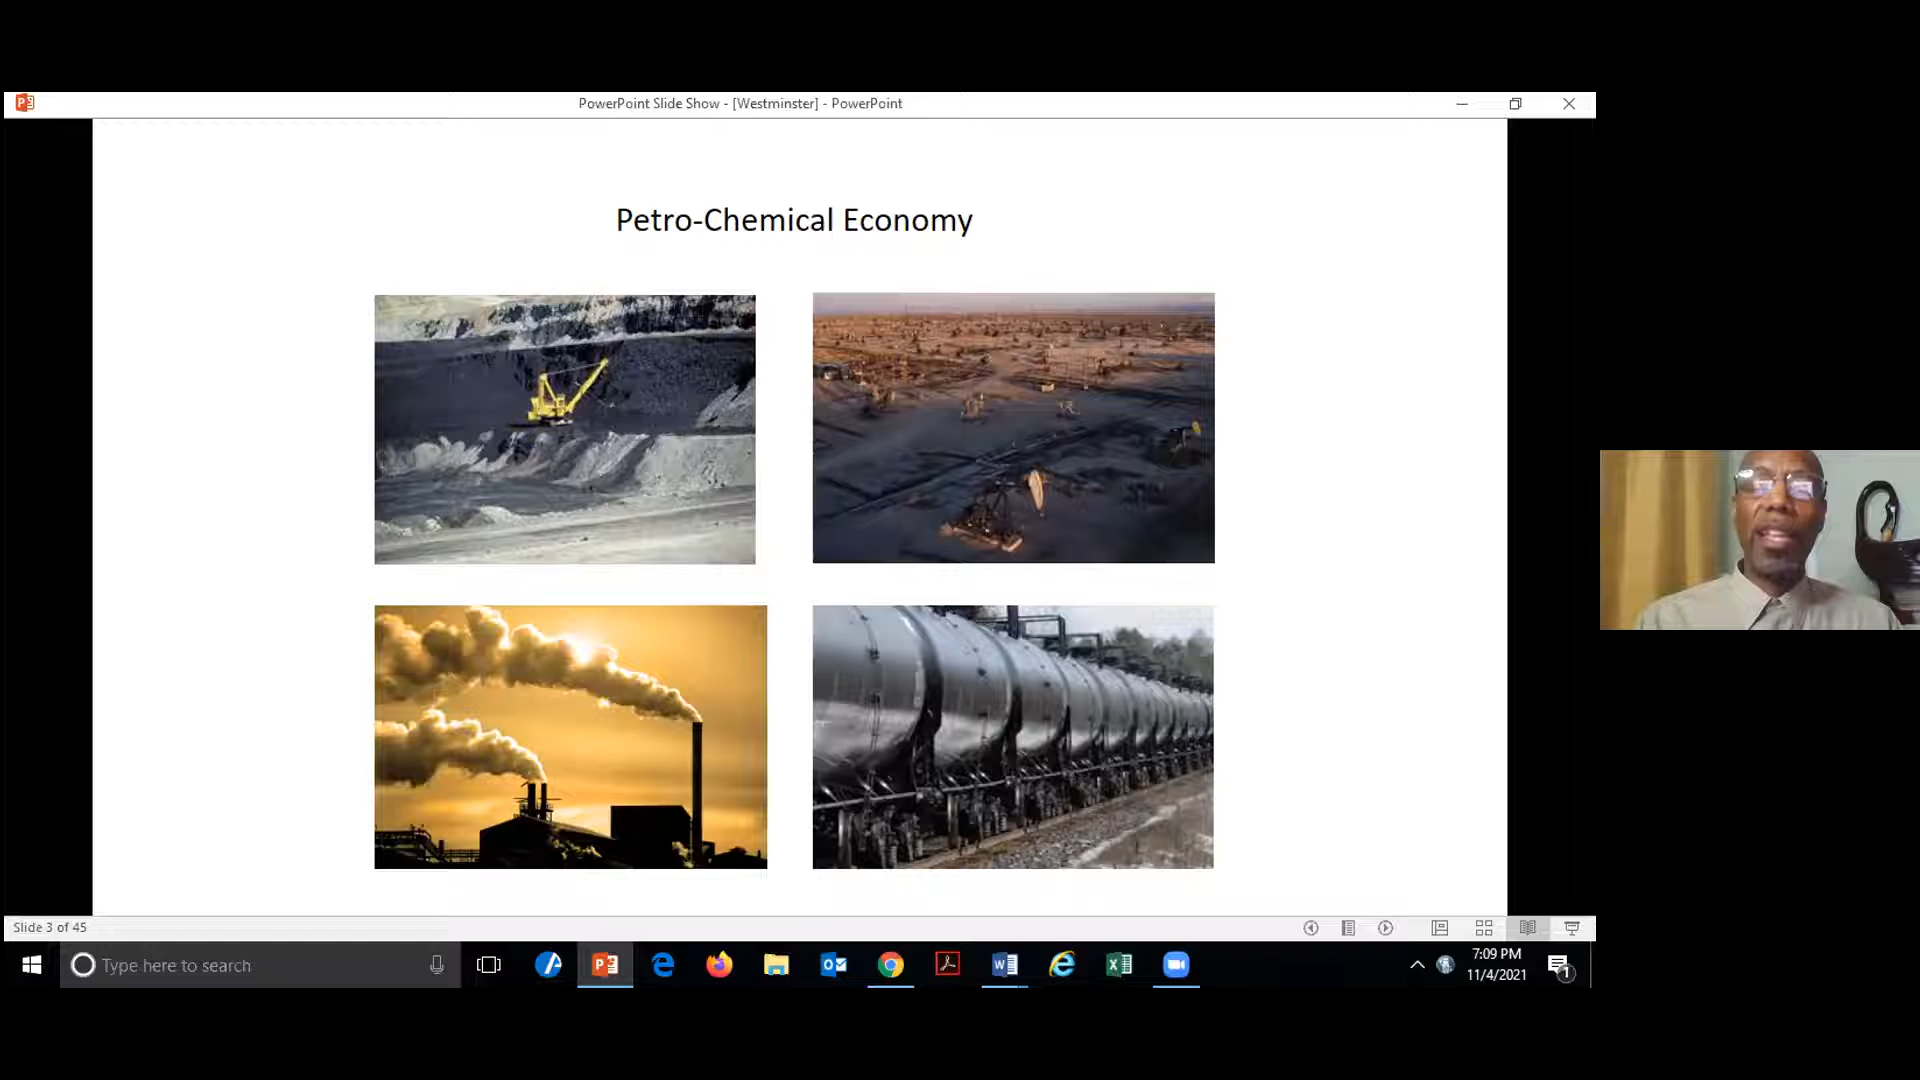 PowerPoint Slide Show - [Westminster] - PowerPoint
Petro-Chemical Economy
Slide 3 of 45
Type here to search
7:09 PM
11/4/2021
1